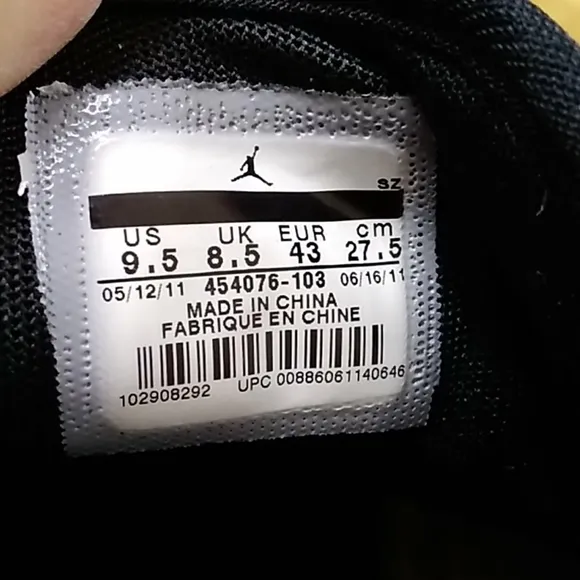 SZ
US UK EUR cm
9.5 8.5 43 27.5
05/12/11 454076-103 06/16/11
MADE IN CHINA
FABRIQUE EN CHINE
102908292 UPC 00886061140646